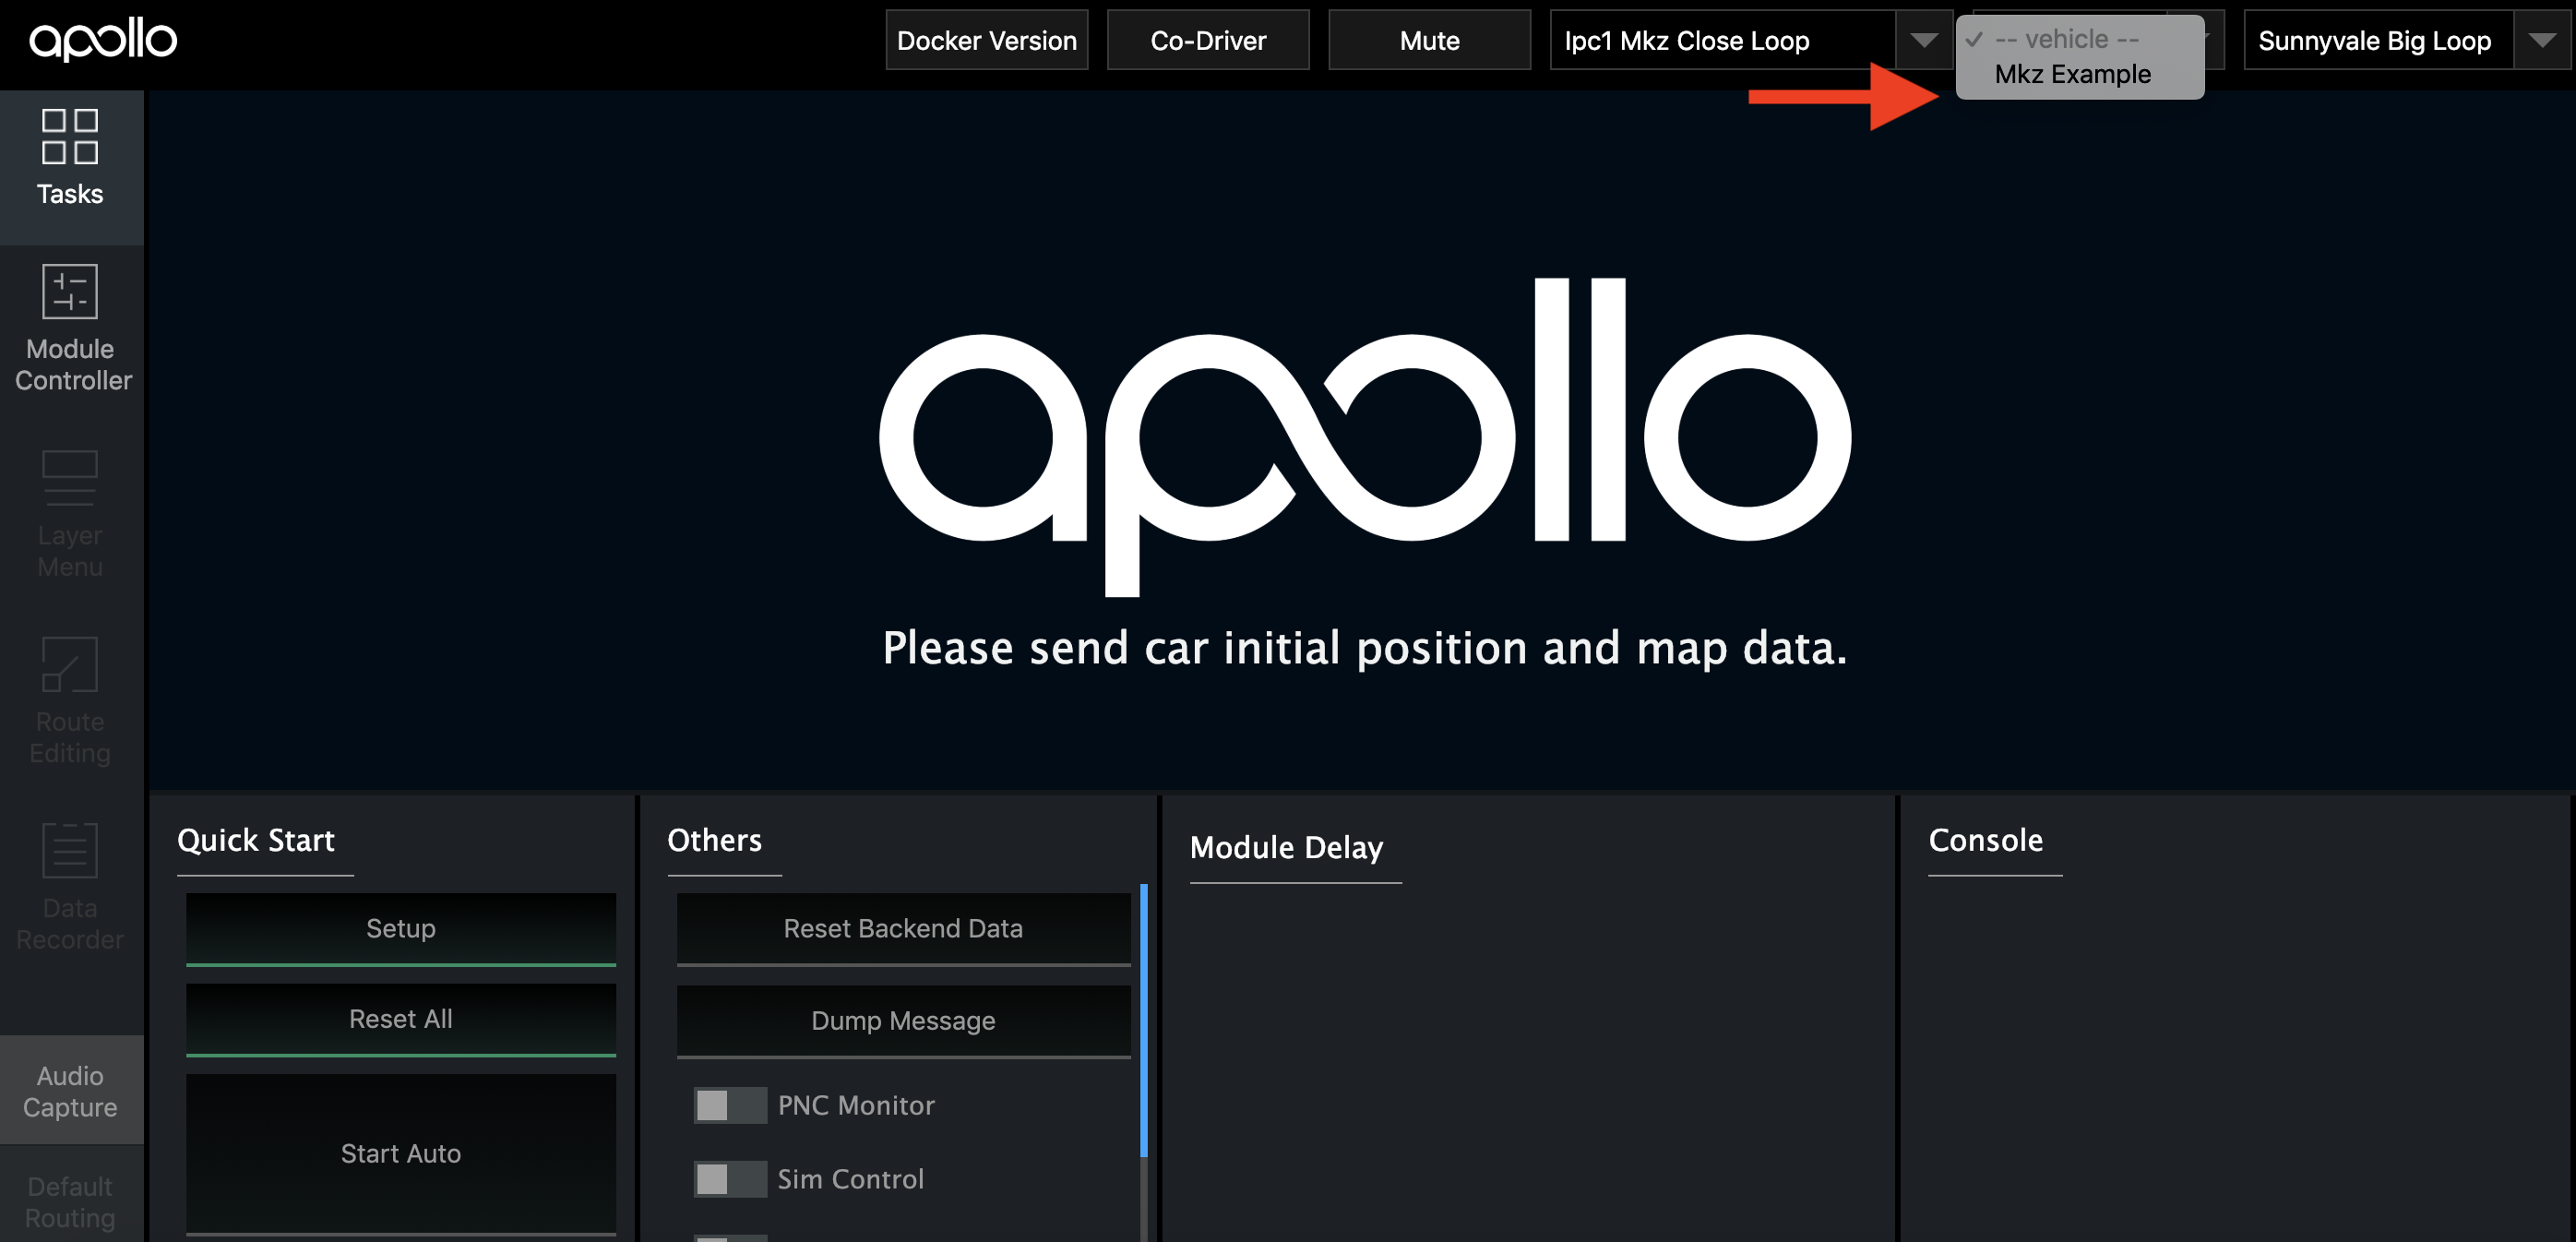 apollo
Docker Version
Co-Driver
Mute
Ipc1 Mkz Close Loop
-- vehicle --
Mkz Example
Sunnyvale Big Loop
Tasks
Module
Controller
Layer
Menu
Route
Editing
Data
Recorder
Audio
Capture
Default
Routing
apollo
Please send car initial position and map data.
Quick Start
Setup
Reset All
Start Auto
Others
Reset Backend Data
Dump Message
PNC Monitor
Sim Control
Module Delay
Console